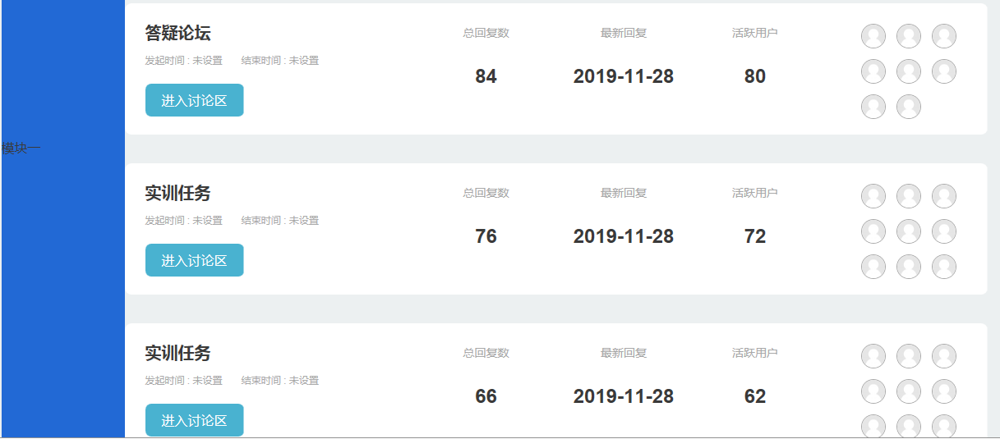 答疑论坛
发起时间 : 未设置 结束时间 : 未设置
进入讨论区
总回复数
84
最新回复
2019-11-28
活跃用户
80
模块一
实训任务
发起时间 : 未设置 结束时间 : 未设置
进入讨论区
总回复数
76
最新回复
2019-11-28
活跃用户
72
实训任务
发起时间 : 未设置 结束时间 : 未设置
进入讨论区
总回复数
66
最新回复
2019-11-28
活跃用户
62